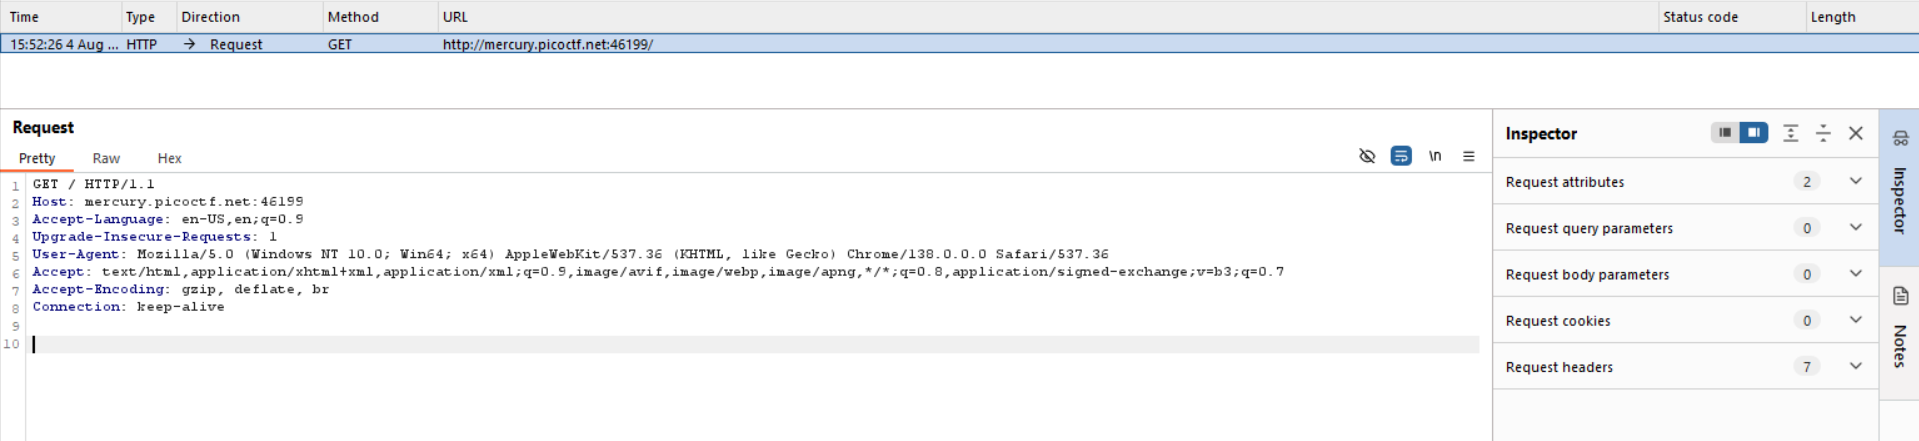 Time Type Direction Method URL Status code Length
15:52:26 4 Aug ... HTTP → Request GET http://mercury.picoctf.net:46199/
Request
Pretty Raw Hex \n
1 GET / HTTP/1.1
2 Host: mercury.picoctf.net:46199
3 Accept-Language: en-US,en;q=0.9
4 Upgrade-Insecure-Requests: 1
5 User-Agent: Mozilla/5.0 (Windows NT 10.0; Win64; x64) AppleWebKit/537.36 (KHTML, like Gecko) Chrome/138.0.0.0 Safari/537.36
6 Accept: text/html,application/xhtml+xml,application/xml;q=0.9,image/avif,image/webp,image/apng,*/*;q=0.8,application/signed-exchange;v=b3;q=0.7
7 Accept-Encoding: gzip, deflate, br
8 Connection: keep-alive
9
10
Inspector
Request attributes 2
Request query parameters 0
Request body parameters 0
Request cookies 0
Request headers 7
Inspector
Notes